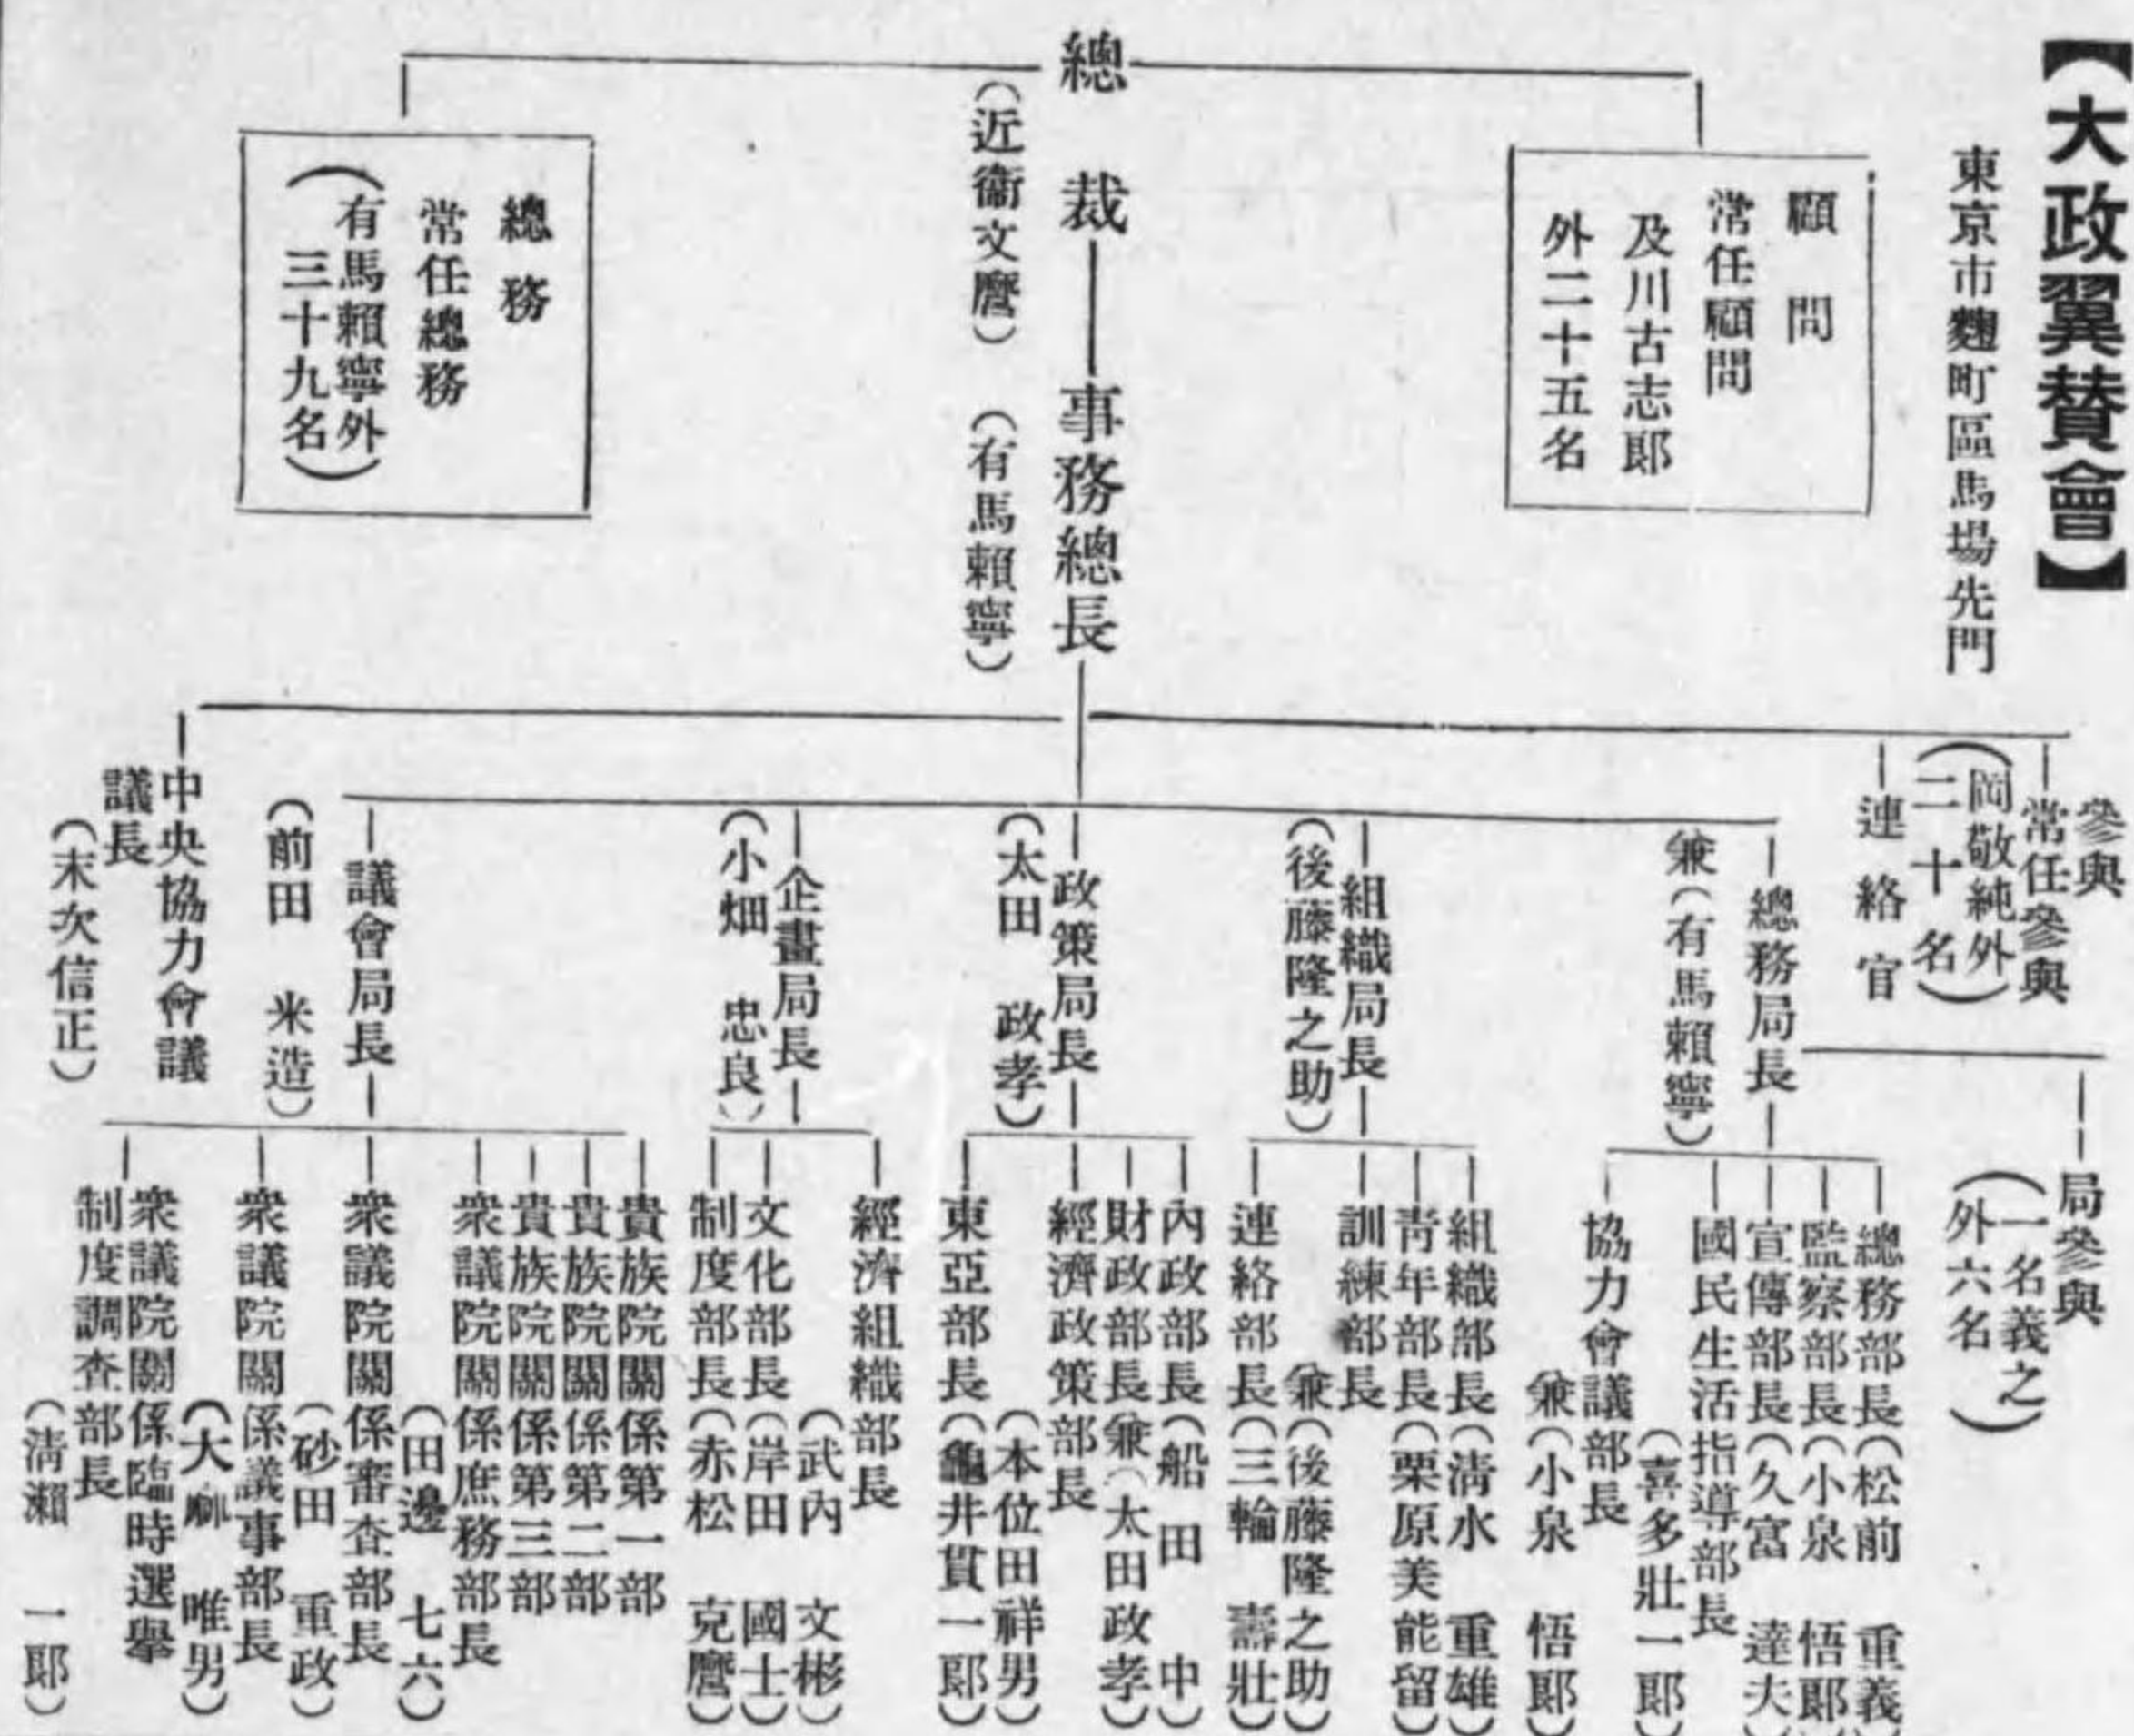 【大政翼賛會】
東京市麴町區馬場先門
顧問
常任顧問
及川古志郎
外二十五名
總裁
(近衞文麿)
事務總長
(有馬賴寧)
總務
常任總務
(有馬賴寧外
三十九名)
參與
常任參與
(岡敬純外
二十名)
連絡官
總務局長
兼(有馬賴寧)
局參與
(一名義之
外六名)
總務部長(松前 重義)
監察部長(小泉 悟郎)
宣傳部長(久富 達夫)
國民生活指導部長
(喜多壯一郎)
協力會議部長
兼(小泉 悟郎)
組織局長
(後藤隆之助)
組織部長(清水 重雄)
青年部長(栗原美能留)
訓練部長
兼(後藤隆之助)
連絡部長(三輪 壽壯)
政策局長
(太田 政孝)
內政部長(船田 中)
財政部長兼(太田政孝)
經濟政策部長
(本位田祥男)
東亞部長(龜井貫一郎)
企畫局長
(小畑 忠良)
經濟組織部長
(武內 文彬)
文化部長(岸田 國士)
制度部長(赤松 克麿)
議會局長
(前田 米造)
貴族院關係第一部
貴族院關係第二部
貴族院關係第三部
衆議院關係庶務部長
(田邊 七六)
衆議院關係審査部長
(砂田 重政)
衆議院關係議事部長
(大 唯男)
衆議院關係臨時選擧
制度調査部長
(清瀨 一郎)
中央協力會議
議長
(末次信正)